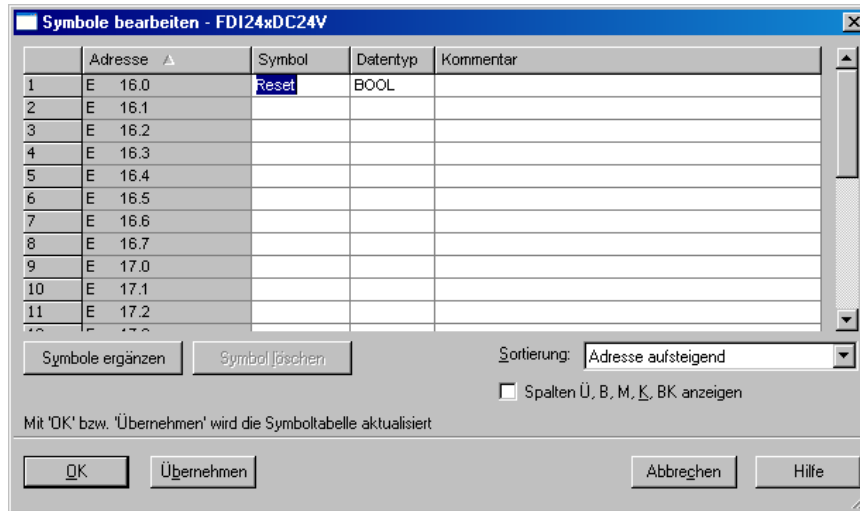 Symbole bearbeiten - FDI24xDC24V
Adresse Symbol Datentyp Kommentar
1 E 16.0 Reset BOOL
2 E 16.1
3 E 16.2
4 E 16.3
5 E 16.4
6 E 16.5
7 E 16.6
8 E 16.7
9 E 17.0
10 E 17.1
11 E 17.2
Symbole ergänzen Symbol löschen Sortierung: Adresse aufsteigend
Spalten Ü, B, M, K, BK anzeigen
Mit 'OK' bzw. 'Übernehmen' wird die Symboltabelle aktualisiert
OK Übernehmen Abbrechen Hilfe